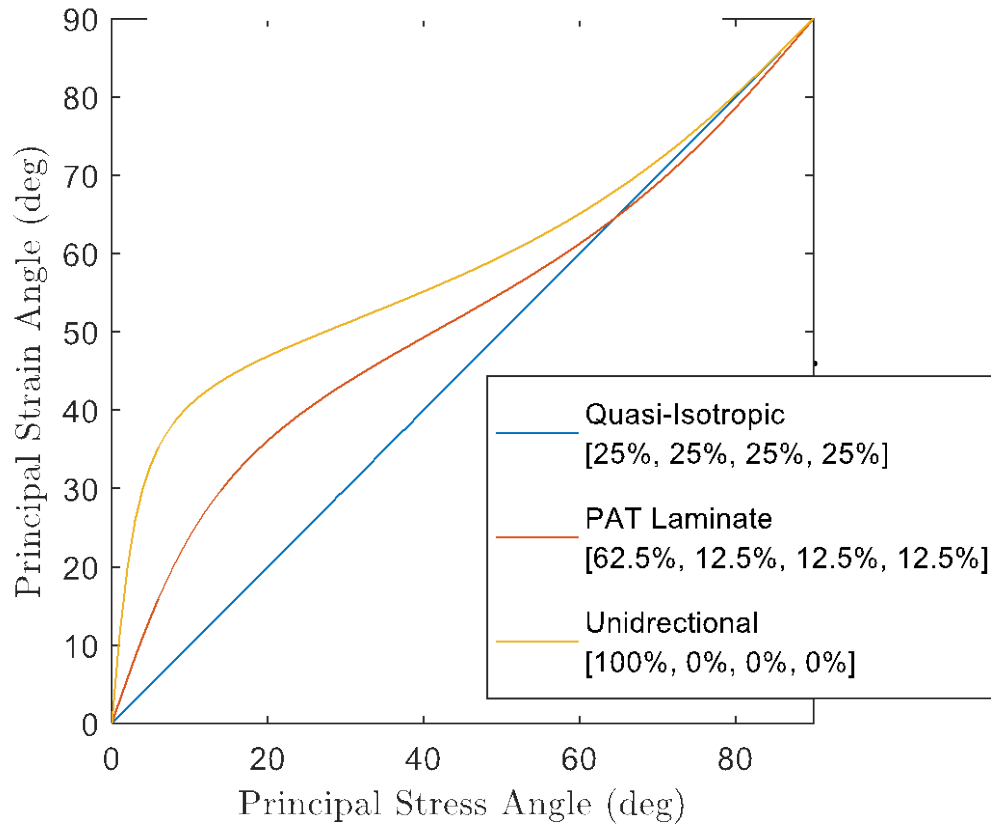 90
80
70
60
50
40
30
20
10
0
Principal Strain Angle (deg)
Quasi-Isotropic
[25%, 25%, 25%, 25%]
PAT Laminate
[62.5%, 12.5%, 12.5%, 12.5%]
Unidrectional
[100%, 0%, 0%, 0%]
0 20 40 60 80
Principal Stress Angle (deg)